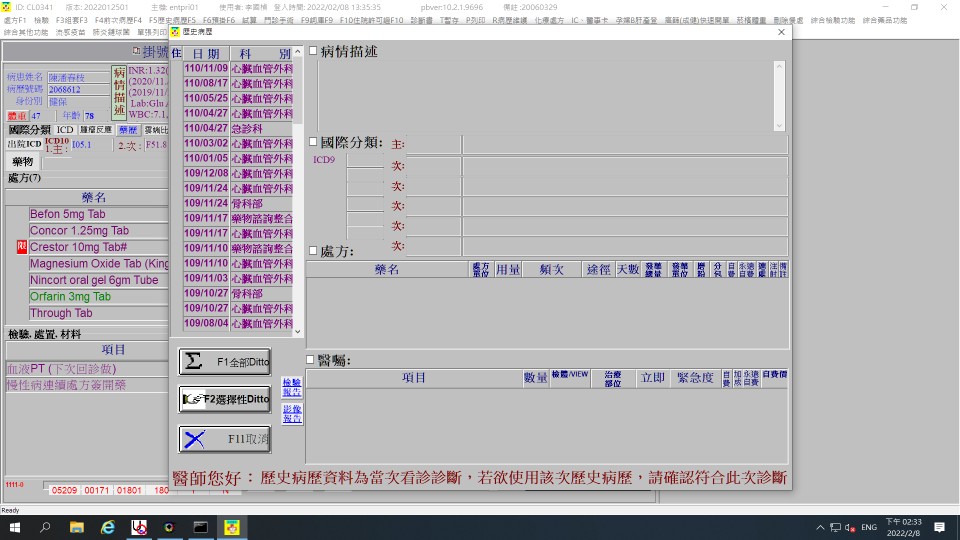 ID: CL0341 版本: 2022012501 主機: entpri01 使用者: 李國楨 登入時間: 2022/02/08 13:35:35 pbver:10.2.1.9696 備註: 20060329
處方F1 檢驗 F3組套F3 F4前次病歷F4 F5歷史病歷F5 F6預後F6 試算 門診手術 F9詞庫F9 F10住院許可證F10 診斷書 T暫存 P列印 R病歷維護 化療處方 IC、醫事卡 孕婦B肝產登 高篩(成健)快速開單 菸檳體重 刪除優處 綜合檢驗功能 綜合藥品功能
綜合其他功能 流感疫苗 肺炎鏈球菌 單張列印
歷史病歷
掛號
病患姓名 陳潘春枝
病歷號碼 2068612
身份別 健保
體重 47 年齡 78
病情描述
INR:1.32(
(2020/11/
(2019/11/
Lab:Glu
WBC:7.1,
國際分類 ICD 腫瘤反應 藥歷
出院ICD ICD10
1.主: I05.1 2.次: F51.8
藥物
處方(7)
藥名
Befon 5mg Tab
Concor 1.25mg Tab
限 Crestor 10mg Tab#
Magnesium Oxide Tab (King
Nincort oral gel 6gm Tube
Orfarin 3mg Tab
Through Tab
檢驗, 處置, 材料
項目
血液PT (下次回診做)
慢性病連續處方簽開藥
1111-0
05209 00171 01801 180
Ready
住 日期 科別
110/11/09 心臟血管外科
110/08/17 心臟血管外科
110/05/25 心臟血管外科
110/04/27 心臟血管外科
110/04/27 急診科
110/03/02 心臟血管外科
110/01/05 心臟血管外科
109/12/08 心臟血管外科
109/11/24 心臟血管外科
109/11/24 骨科部
109/11/17 藥物諮詢整合
109/11/17 心臟血管外科
109/11/10 藥物諮詢整合
109/11/10 心臟血管外科
109/11/03 心臟血管外科
109/10/27 骨科部
109/10/27 心臟血管外科
109/08/04 心臟血管外科
F1全部Ditto
F2選擇性Ditto
F11取消
檢驗報告
影像報告
病情描述
國際分類: 主:
ICD9 次:
次:
次:
次:
次:
處方:
藥名 處方單位 用量 頻次 途徑 天數 發藥總量 發藥單位 磨粉 分包 自費 永遠自費 連處 注射 備註
醫囑:
項目 數量 檢體/VIEW 治療部位 立即 緊急度 自費 加成 永遠自費 自費價
醫師您好：歷史病歷資料為當次看診診斷，若欲使用該次歷史病歷，請確認符合此次診斷
ENG
下午 02:33
2022/2/8